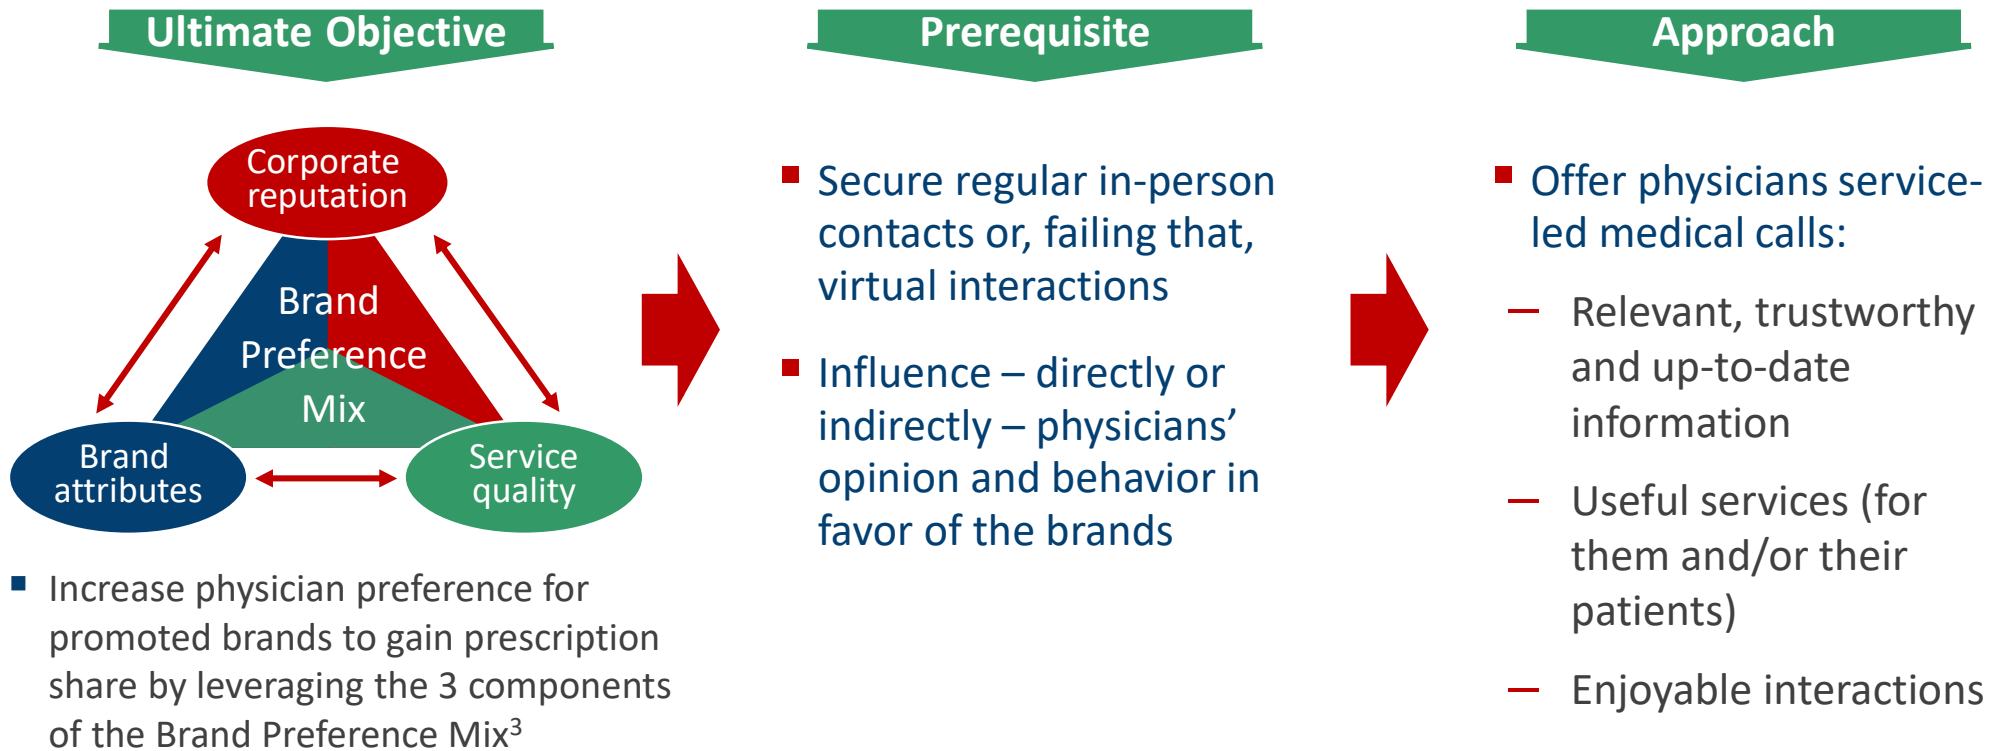 Ultimate Objective
Corporate
reputation
Brand
Preference
Mix
Brand
attributes
Service
quality
▪ Increase physician preference for
promoted brands to gain prescription
share by leveraging the 3 components
of the Brand Preference Mix³
Prerequisite
▪ Secure regular in-person
contacts or, failing that,
virtual interactions
▪ Influence – directly or
indirectly – physicians’
opinion and behavior in
favor of the brands
Approach
▪ Offer physicians service-
led medical calls:
— Relevant, trustworthy
and up-to-date
information
— Useful services (for
them and/or their
patients)
— Enjoyable interactions